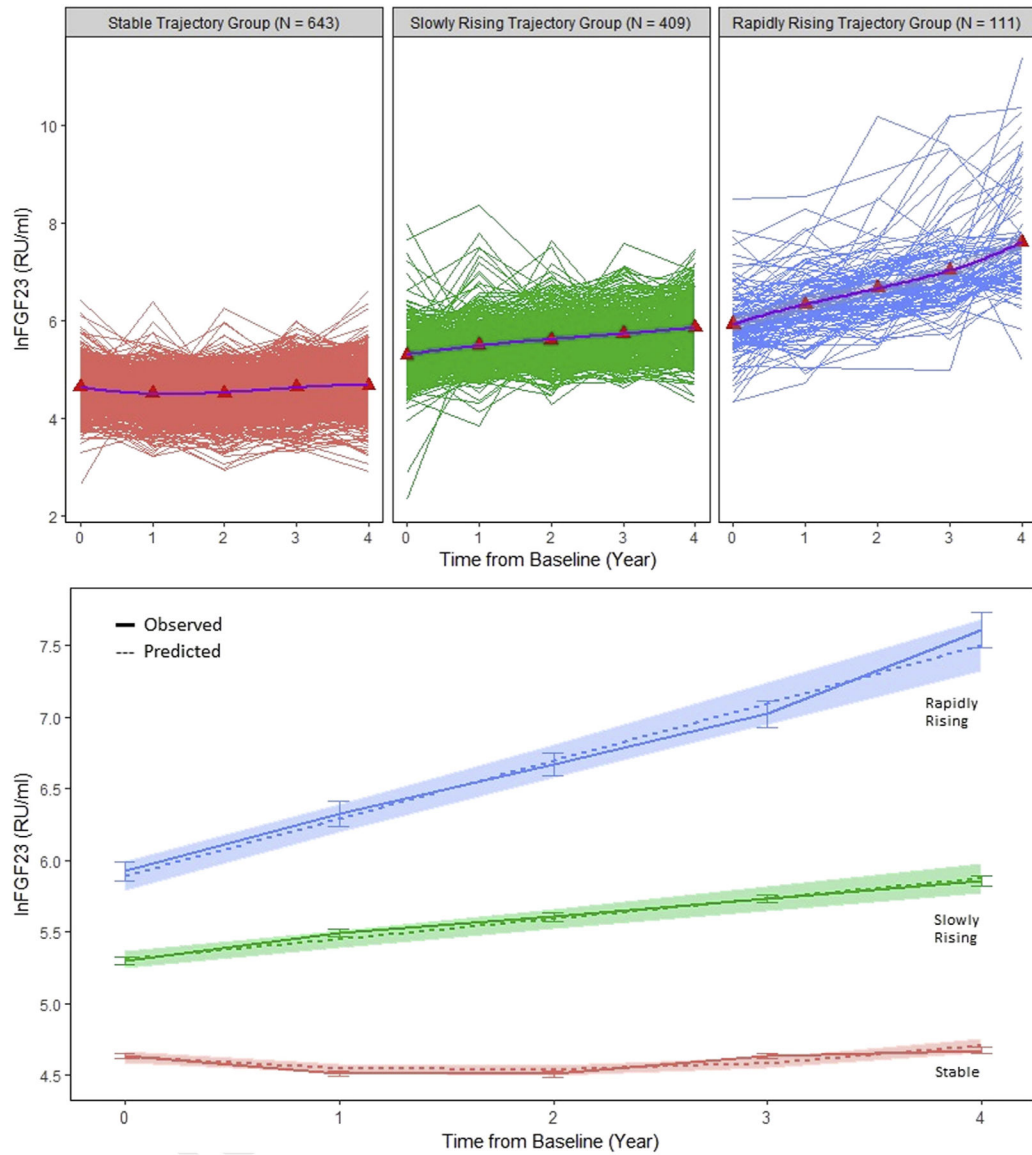 Stable Trajectory Group (N = 643)
Slowly Rising Trajectory Group (N = 409)
Rapidly Rising Trajectory Group (N = 111)
lnFGF23 (RU/ml)
10
8
6
4
2
0 1 2 3 4
0 1 2 3 4
0 1 2 3 4
Time from Baseline (Year)
Observed
Predicted
lnFGF23 (RU/ml)
7.5
7.0
6.5
6.0
5.5
5.0
4.5
Rapidly
Rising
Slowly
Rising
Stable
0 1 2 3 4
Time from Baseline (Year)